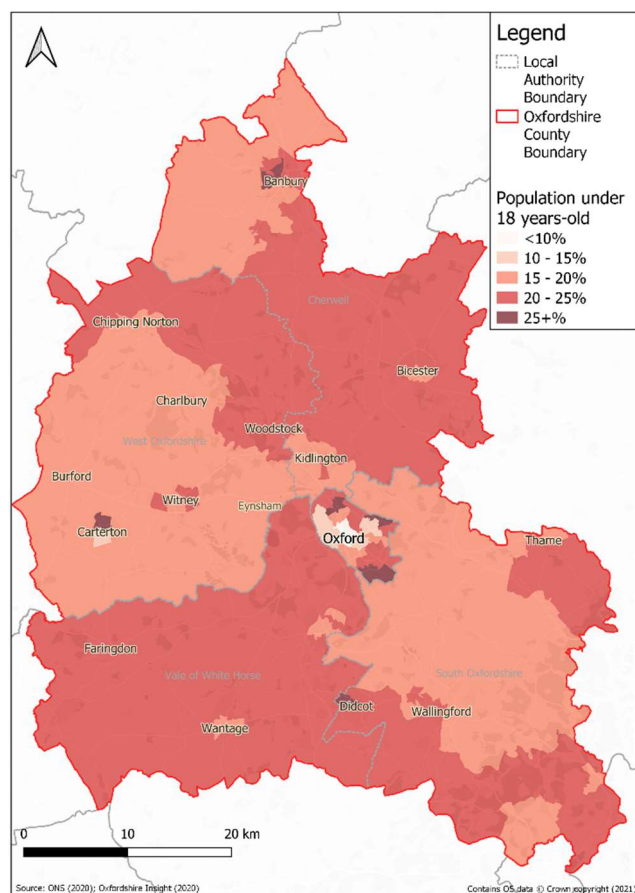 Legend
Local
Authority
Boundary
Oxfordshire
County
Boundary
Population under
18 years-old
<10%
10 - 15%
15 - 20%
20 - 25%
25+%
Banbury
Cherwell
Chipping Norton
Bicester
Charlbury
Woodstock
West Oxfordshire
Kidlington
Burford
Witney
Eynsham
Carterton
Oxford
Thame
Faringdon
Vale of White Horse
South Oxfordshire
Didcot
Wallingford
Wantage
0 10 20 km
Source: ONS (2020); Oxfordshire Insight (2020)
Contains OS data © Crown copyright (2021)